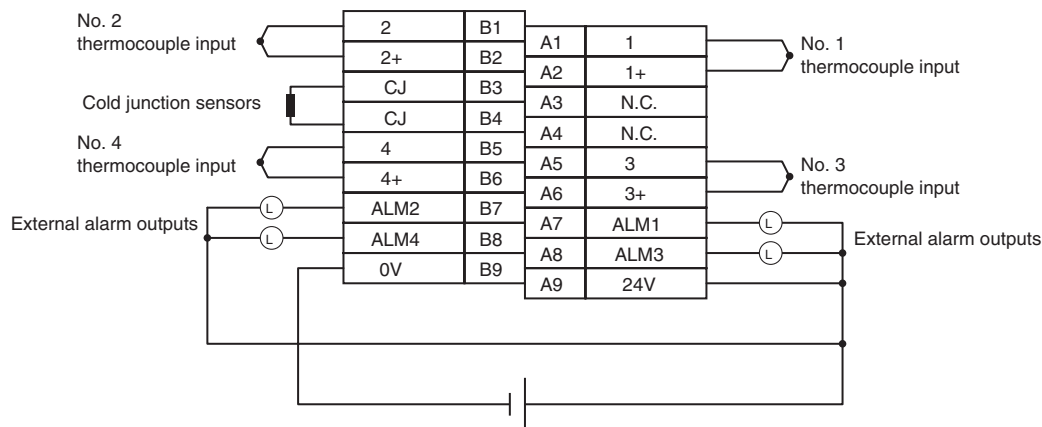 No. 2
thermocouple input
2
B1
2+
B2
Cold junction sensors
CJ
B3
CJ
B4
No. 4
thermocouple input
4
B5
4+
B6
External alarm outputs
L
ALM2
B7
L
ALM4
B8
0V
B9
A1
1
No. 1
thermocouple input
A2
1+
A3
N.C.
A4
N.C.
A5
3
No. 3
thermocouple input
A6
3+
A7
ALM1
L
External alarm outputs
A8
ALM3
L
A9
24V